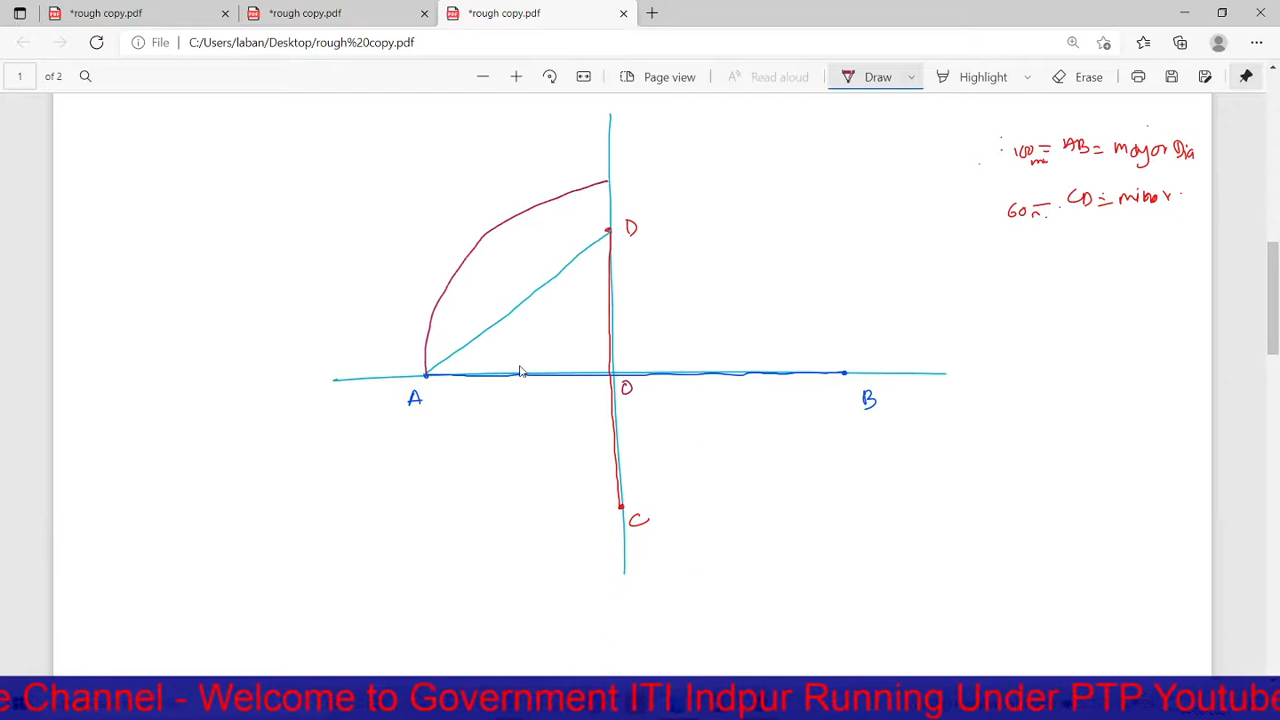 *rough copy.pdf
*rough copy.pdf
*rough copy.pdf
File
C:/Users/laban/Desktop/rough%20copy.pdf
1
of 2
Page view
Read aloud
Draw
Highlight
Erase
100 = AB = major Dia
60 CD = minor
D
O
A
B
C
e Channel - Welcome to Government ITI Indpur Running Under PTP Youtube